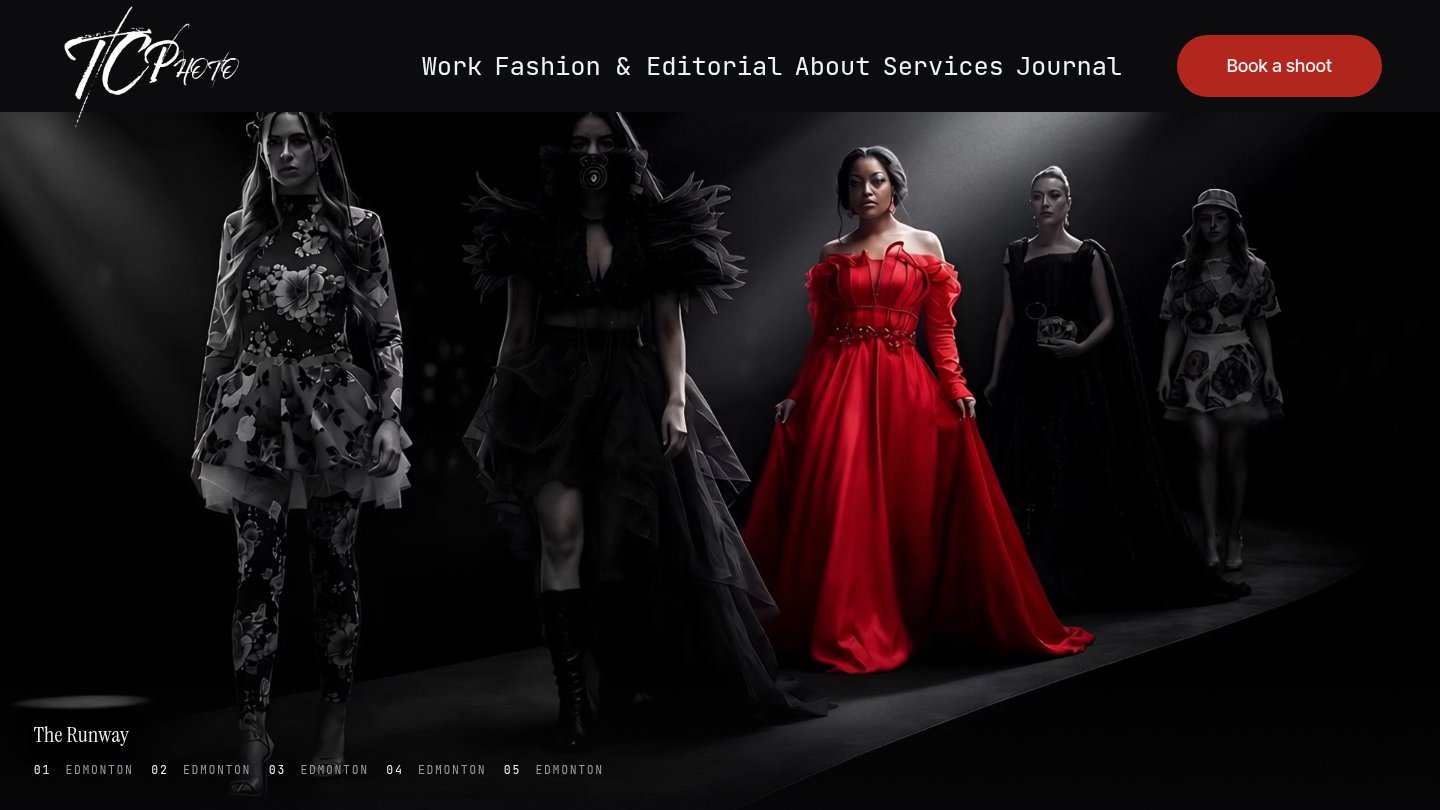 TCPHOTO
Work Fashion & Editorial About Services Journal
Book a shoot
The Runway
01 EDMONTON 02 EDMONTON 03 EDMONTON 04 EDMONTON 05 EDMONTON